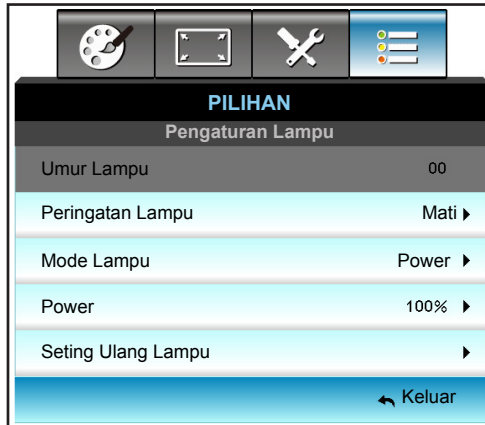 PILIHAN
Pengaturan Lampu
Umur Lampu 00
Peringatan Lampu Mati
Mode Lampu Power
Power 100%
Seting Ulang Lampu
Keluar